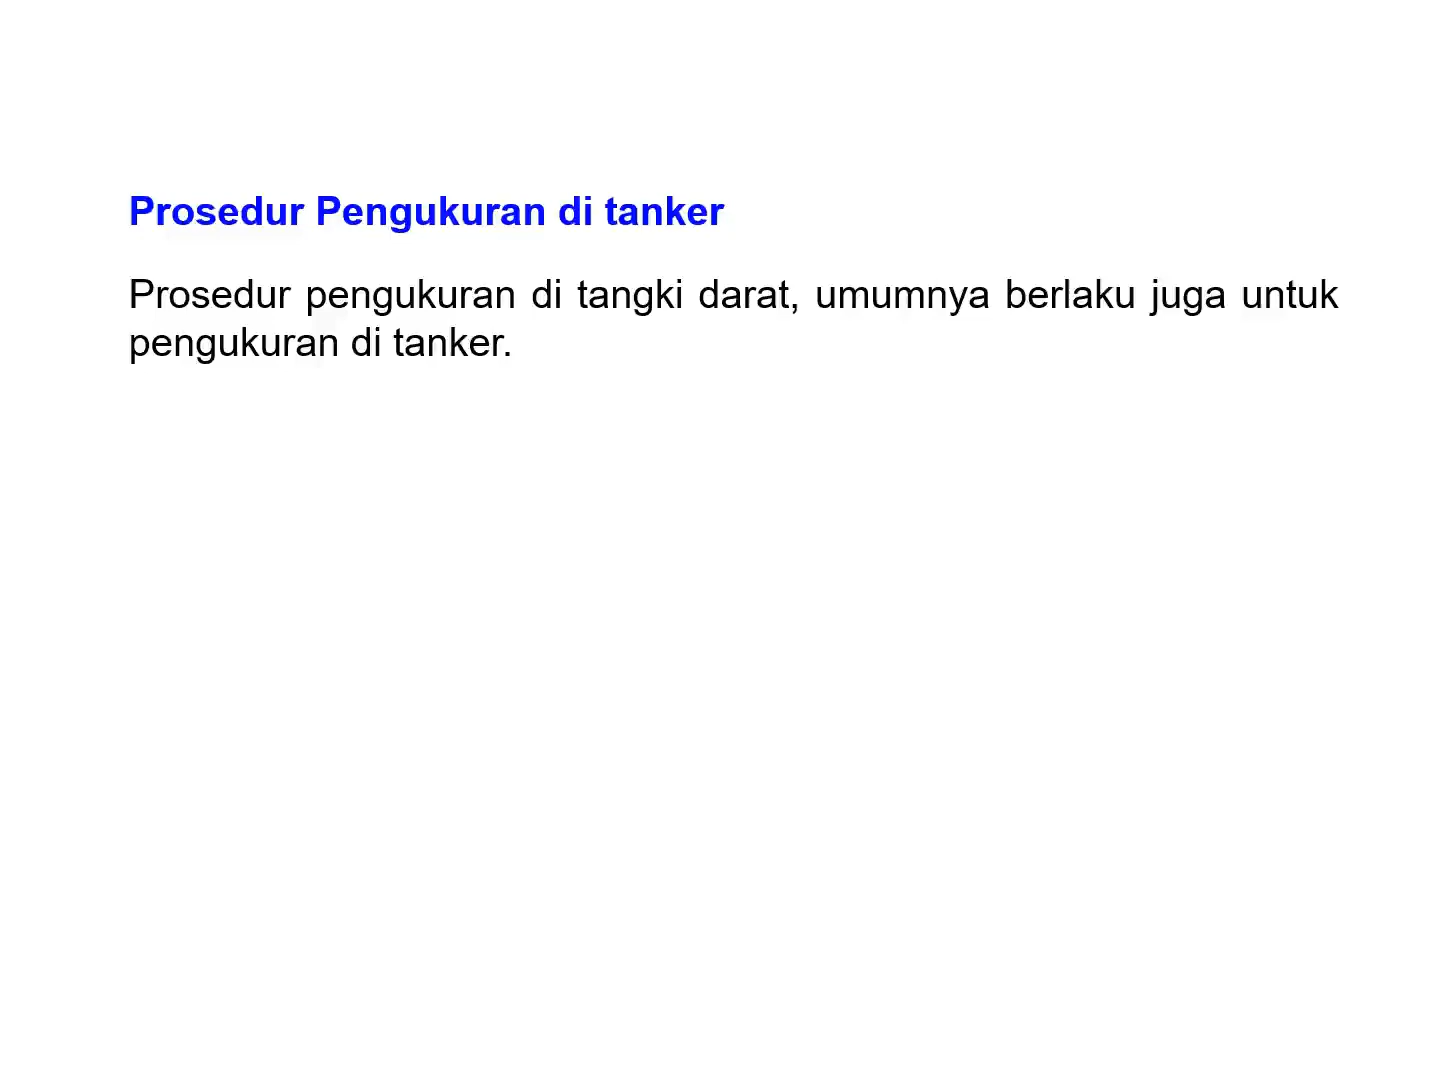 Prosedur Pengukuran di tanker
Prosedur pengukuran di tangki darat, umumnya berlaku juga untuk
pengukuran di tanker.